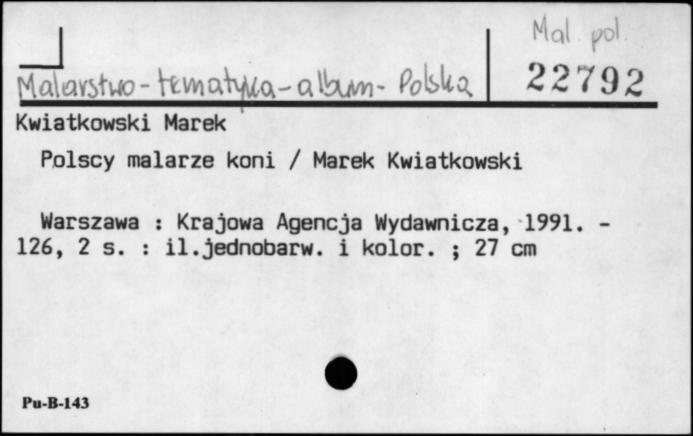 Mal. pol.
Malarstwo - tematyka - album - Polska
22792
Kwiatkowski Marek
Polscy malarze koni / Marek Kwiatkowski
Warszawa : Krajowa Agencja Wydawnicza, 1991. -
126, 2 s. : il.jednobarw. i kolor. ; 27 cm
Pu-B-143